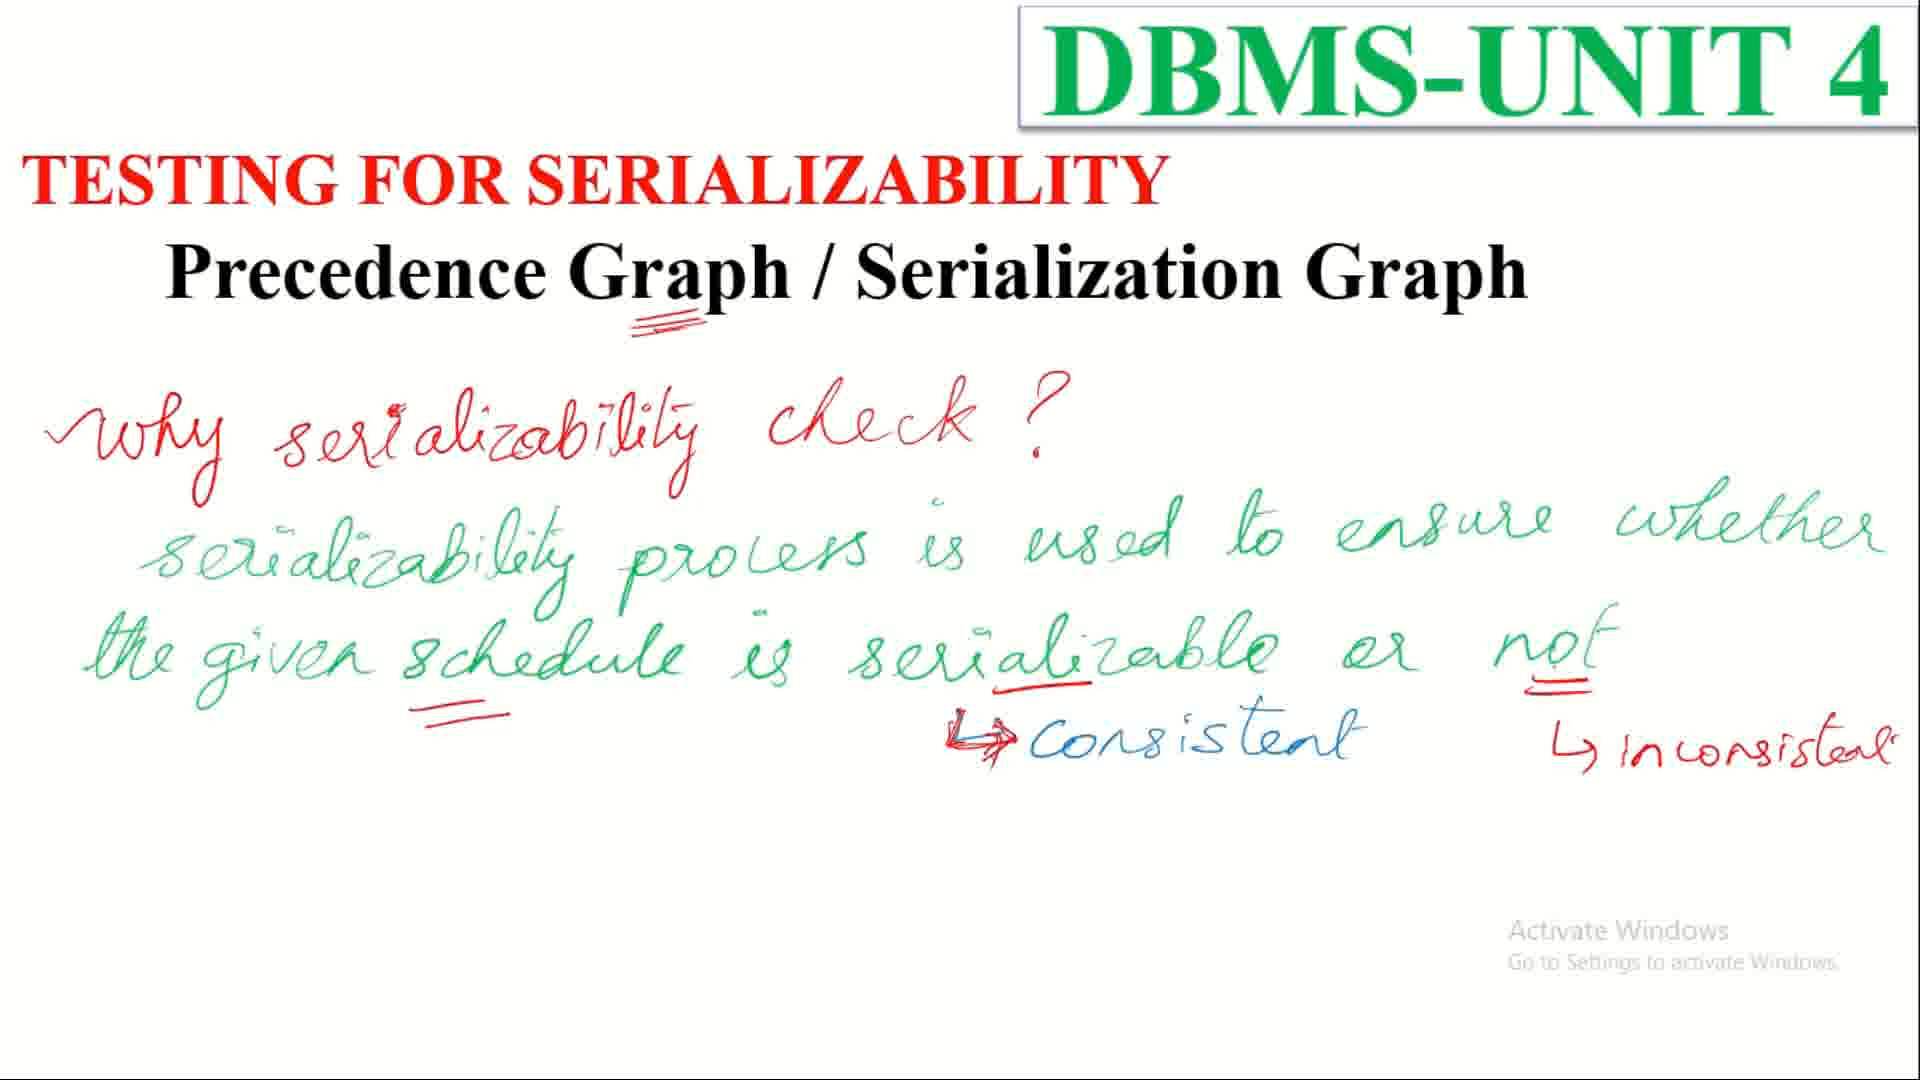 DBMS-UNIT 4
TESTING FOR SERIALIZABILITY
Precedence Graph / Serialization Graph
why serializability check ?
serializability process is used to ensure whether
the given schedule is serializable or not
↳ consistent ↳ inconsistent
Activate Windows
Go to Settings to activate Windows.